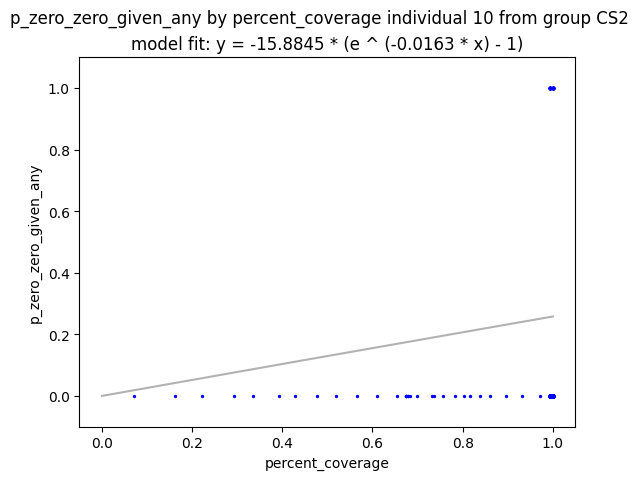 p_zero_zero_given_any by percent_coverage individual 10 from group CS2
model fit: y = -15.8845 * (e ^ (-0.0163 * x) - 1)
1.0
0.8
0.6
0.4
0.2
0.0
p_zero_zero_given_any
0.0 0.2 0.4 0.6 0.8 1.0
percent_coverage